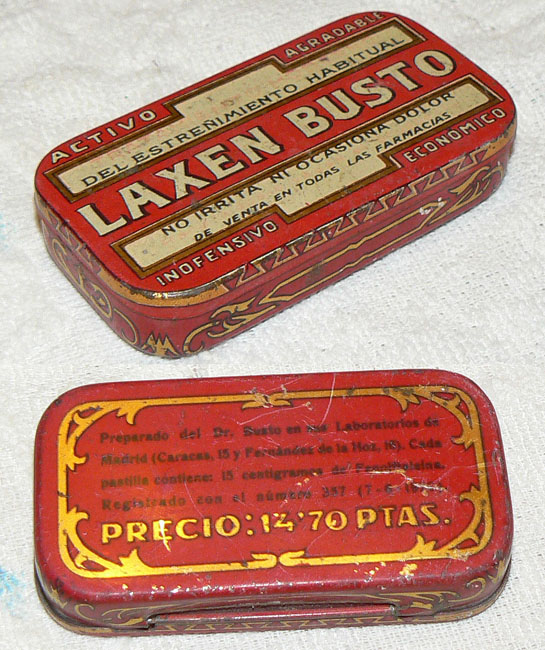 ACTIVO
AGRADABLE
DEL ESTREÑIMIENTO HABITUAL
LAXEN BUSTO
NO IRRITA NI OCASIONA DOLOR
DE VENTA EN TODAS LAS FARMACIAS
INOFENSIVO
ECONÓMICO
Preparado del Dr. Busto en sus Laboratorios de
Madrid (Caracas, 15 y Fernández de la Hoz, Cada
pastilla contiene: 15 centigramos de
Registrado con el número 257
PRECIO: 14'70 PTAS.